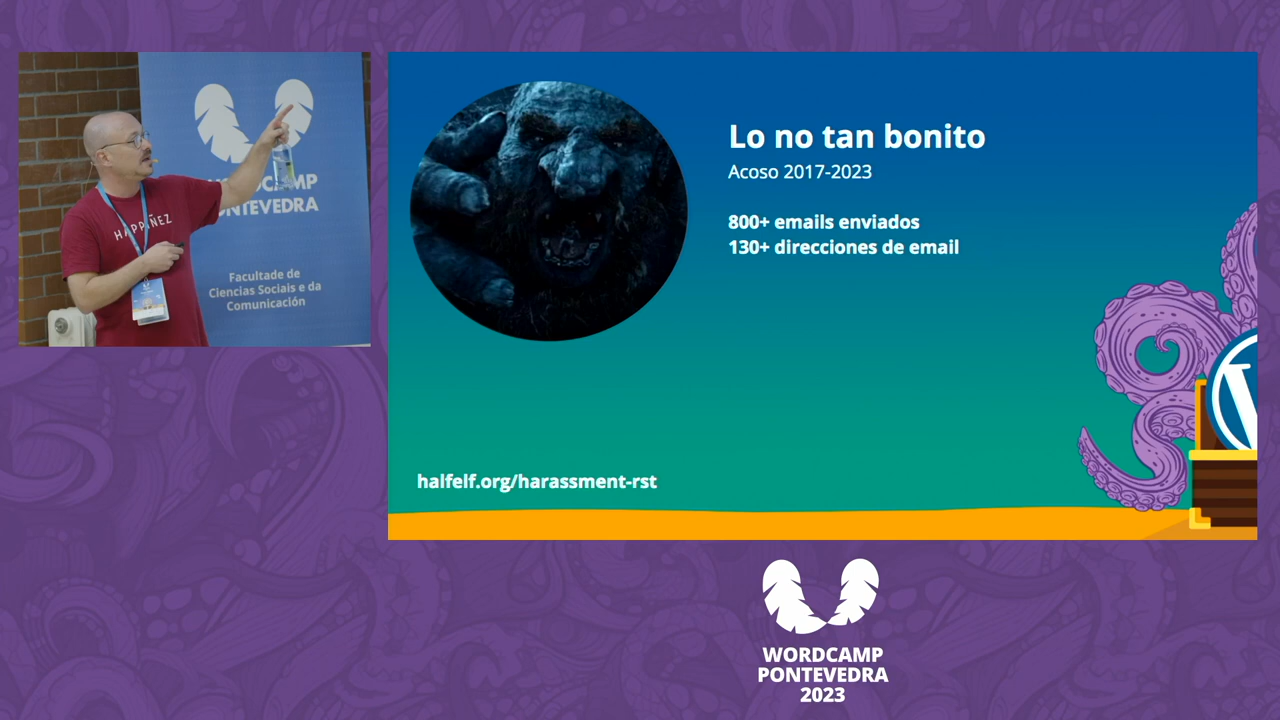 HAPPIÑEZ
WORDCAMP
PONTEVEDRA
Facultade de
Ciencias Sociais e da
Comunicación
Lo no tan bonito
Acoso 2017-2023
800+ emails enviados
130+ direcciones de email
halfelf.org/harassment-rst
WORDCAMP
PONTEVEDRA
2023